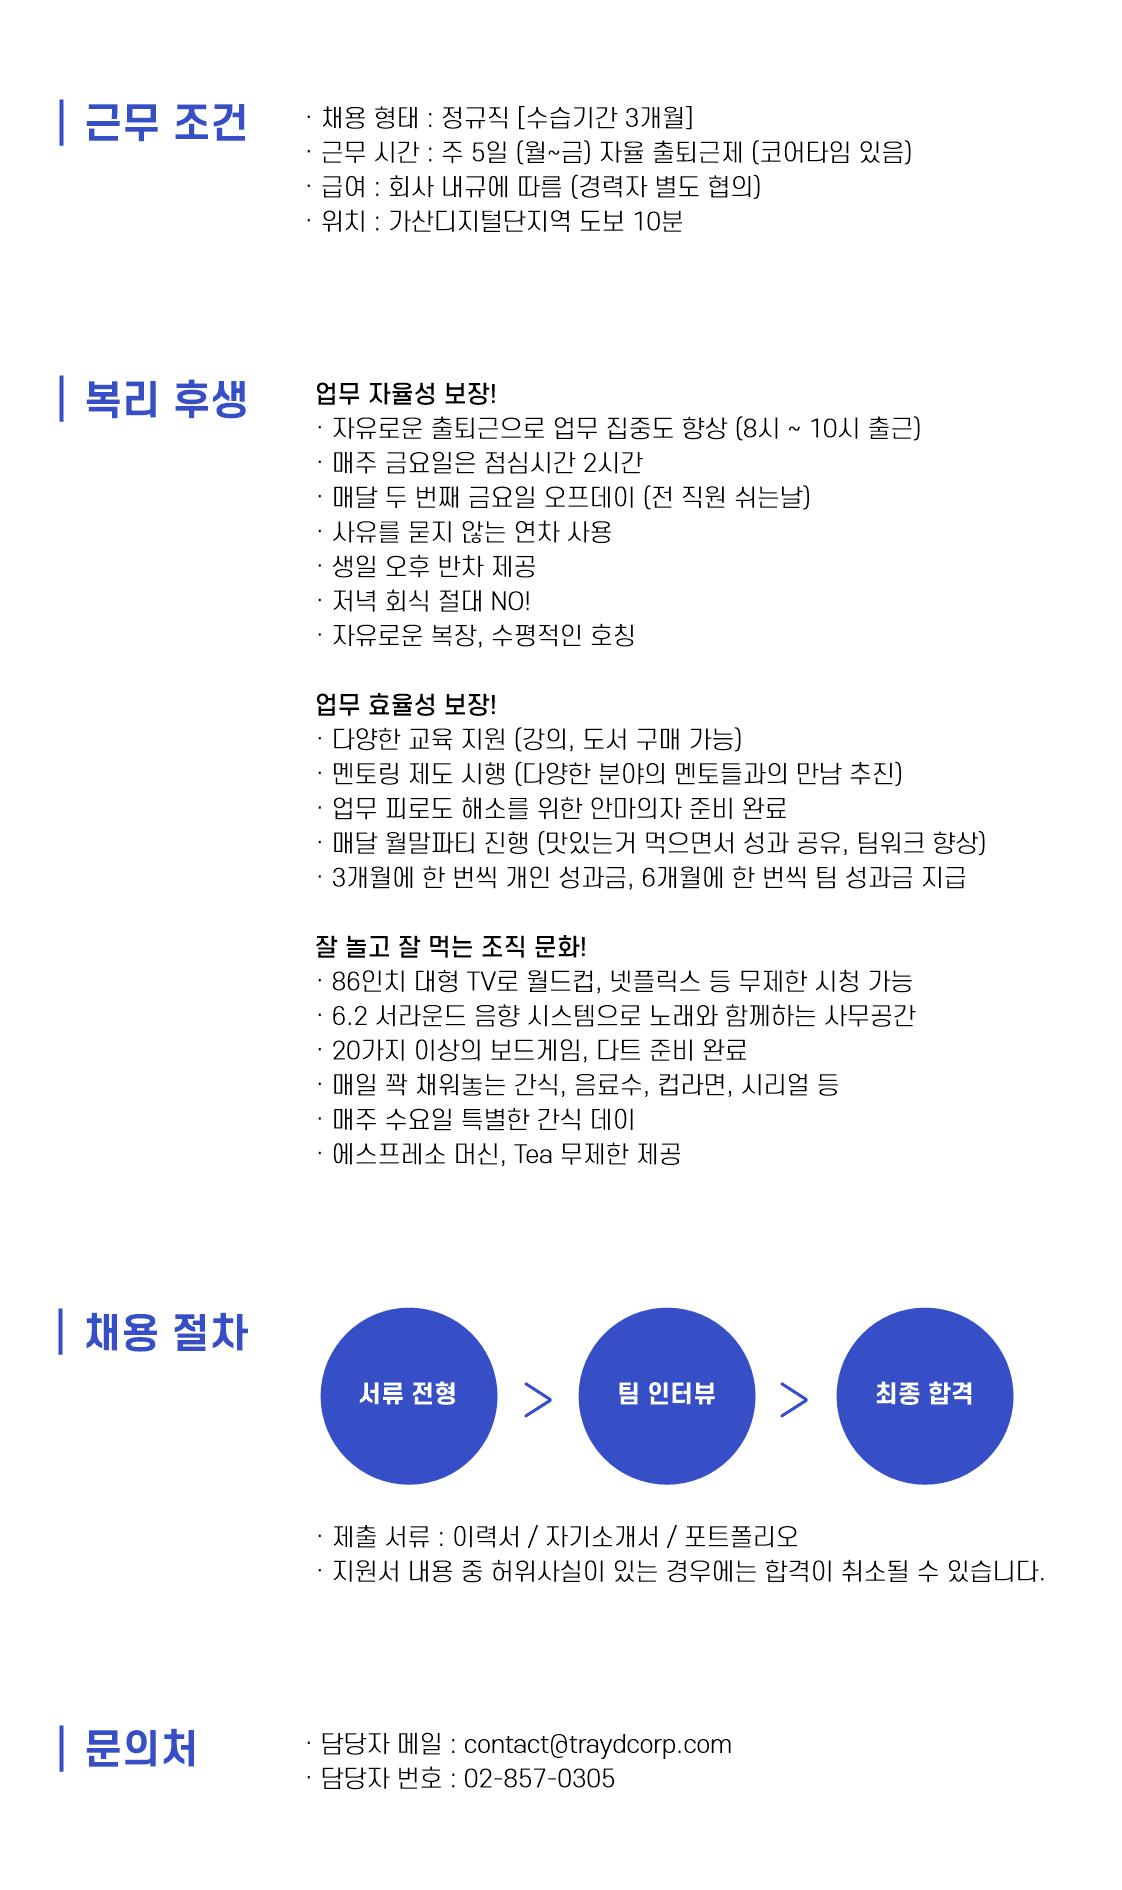 근무 조건
· 채용 형태 : 정규직 [수습기간 3개월]
· 근무 시간 : 주 5일 (월~금) 자율 출퇴근제 (코어타임 있음)
· 급여 : 회사 내규에 따름 (경력자 별도 협의)
· 위치 : 가산디지털단지역 도보 10분
복리 후생
업무 자율성 보장!
· 자유로운 출퇴근으로 업무 집중도 향상 (8시 ~ 10시 출근)
· 매주 금요일은 점심시간 2시간
· 매달 두 번째 금요일 오프데이 (전 직원 쉬는날)
· 사유를 묻지 않는 연차 사용
· 생일 오후 반차 제공
· 저녁 회식 절대 NO!
· 자유로운 복장, 수평적인 호칭
업무 효율성 보장!
· 다양한 교육 지원 (강의, 도서 구매 가능)
· 멘토링 제도 시행 (다양한 분야의 멘토들과의 만남 추진)
· 업무 피로도 해소를 위한 안마의자 준비 완료
· 매달 월말파티 진행 (맛있는거 먹으면서 성과 공유, 팀워크 향상)
· 3개월에 한 번씩 개인 성과금, 6개월에 한 번씩 팀 성과금 지급
잘 놀고 잘 먹는 조직 문화!
· 86인치 대형 TV로 월드컵, 넷플릭스 등 무제한 시청 가능
· 6.2 서라운드 음향 시스템으로 노래와 함께하는 사무공간
· 20가지 이상의 보드게임, 다트 준비 완료
· 매일 꽉 채워놓는 간식, 음료수, 컵라면, 시리얼 등
· 매주 수요일 특별한 간식 데이
· 에스프레소 머신, Tea 무제한 제공
채용 절차
서류 전형 > 팀 인터뷰 > 최종 합격
· 제출 서류 : 이력서 / 자기소개서 / 포트폴리오
· 지원서 내용 중 허위사실이 있는 경우에는 합격이 취소될 수 있습니다.
문의처
· 담당자 메일 : contact@traydcorp.com
· 담당자 번호 : 02-857-0305